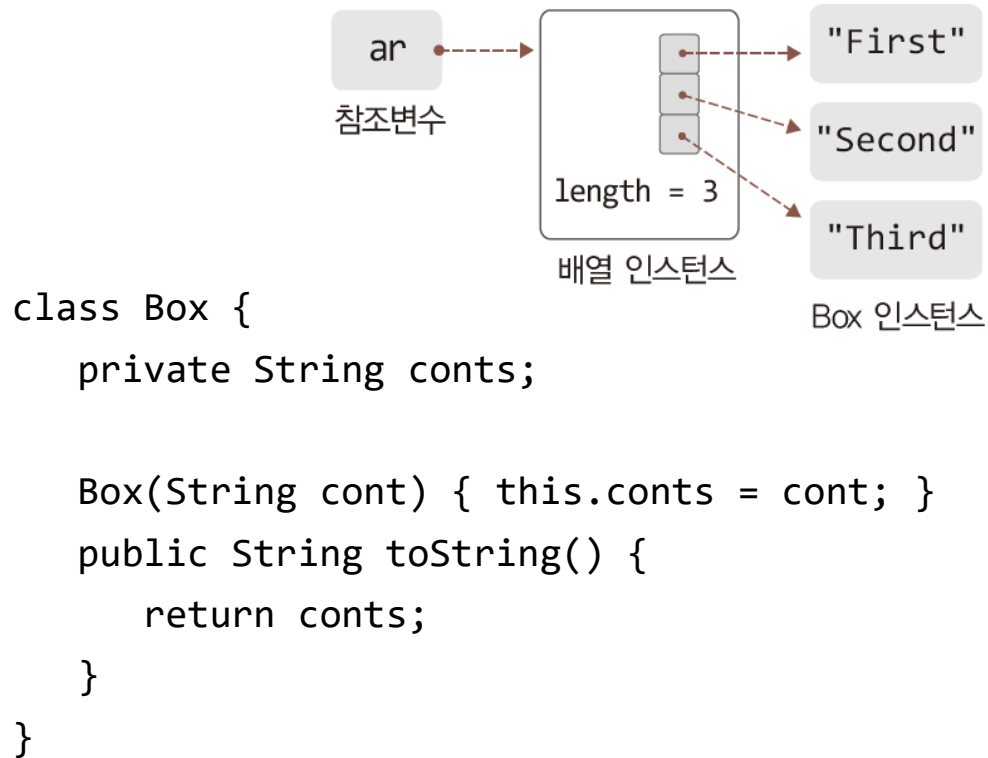 ar
참조변수
length = 3
배열 인스턴스
"First"
"Second"
"Third"
Box 인스턴스
class Box {
private String conts;
Box(String cont) { this.conts = cont; }
public String toString() {
return conts;
}
}